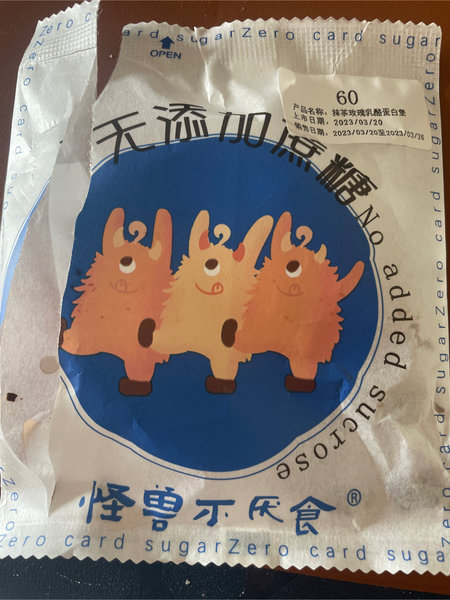 Zero card sugarZero card sugarZero
OPEN
60
产品名称：抹茶玫瑰乳酪蛋白堡
上市日期：2023/03/20
销售日期：2023/03/20至2023/03/26
无添加蔗糖
No added sucrose
怪兽不厌食®
Zero card sugarZero card sugar